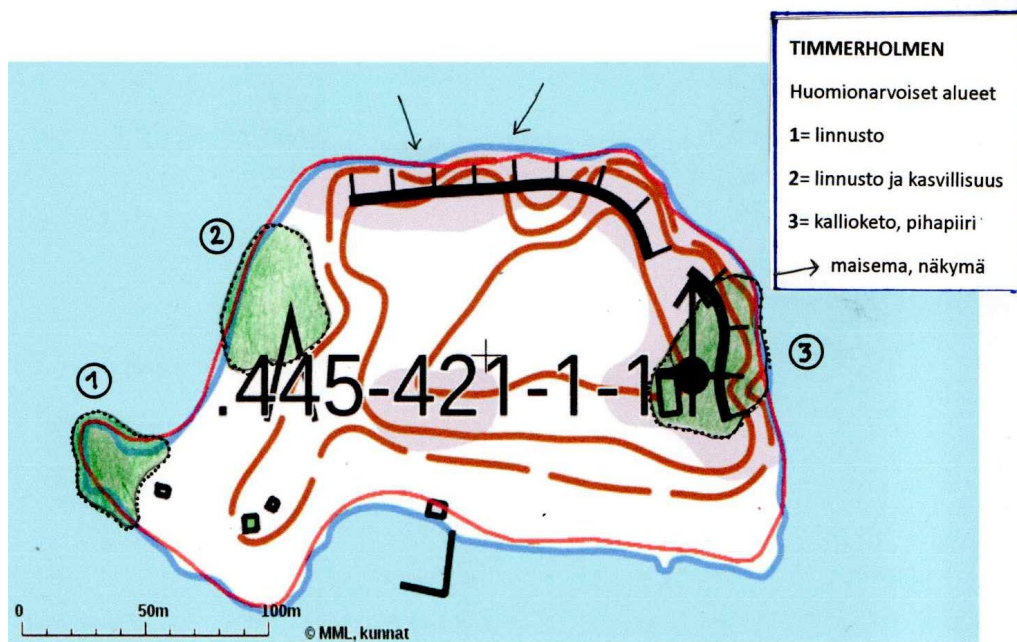 TIMMERHOLMEN
Huomionarvoiset alueet
1= linnusto
2= linnusto ja kasvillisuus
3= kallioketo, pihapiiri
maisema, näkymä
2
1
3
.445-421-1-1
0 50m 100m
© MML, kunnat